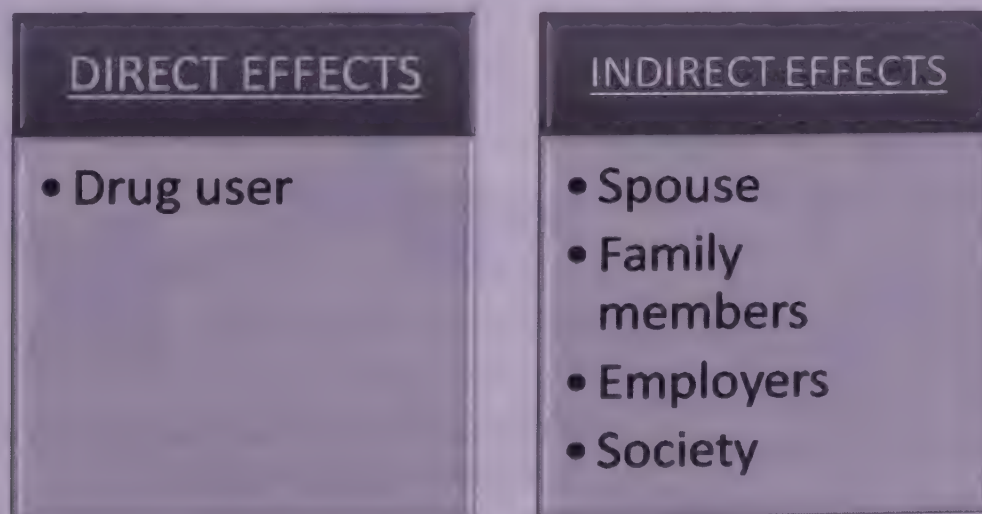 DIRECT EFFECTS
• Drug user
INDIRECT EFFECTS
• Spouse
• Family
members
• Employers
• Society